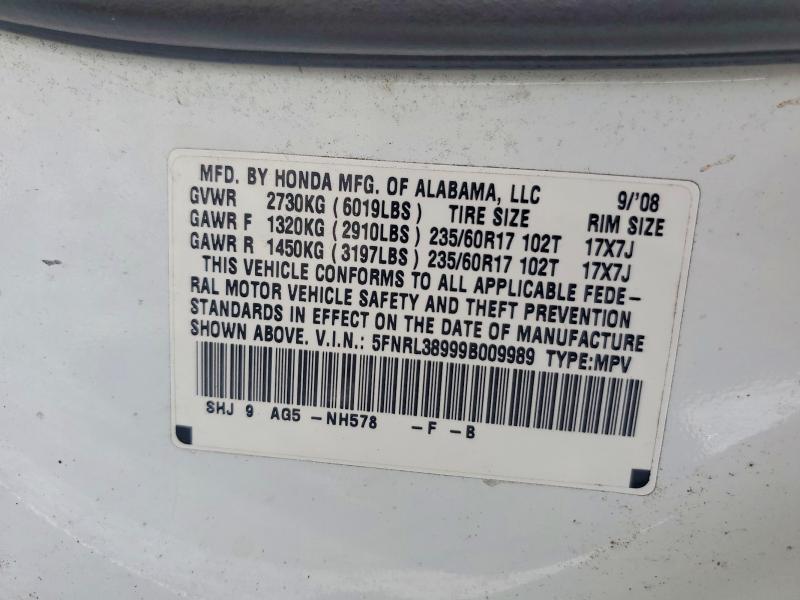 MFD. BY HONDA MFG. OF ALABAMA, LLC 9/'08
GVWR 2730KG (6019LBS) TIRE SIZE RIM SIZE
GAWR F 1320KG (2910LBS) 235/60R17 102T 17X7J
GAWR R 1450KG (3197LBS) 235/60R17 102T 17X7J
THIS VEHICLE CONFORMS TO ALL APPLICABLE FEDE-
RAL MOTOR VEHICLE SAFETY AND THEFT PREVENTION
STANDARDS IN EFFECT ON THE DATE OF MANUFACTURE
SHOWN ABOVE. V.I.N.: 5FNRL38999B009989 TYPE:MPV
SHJ 9 AG5 -NH578 -F -B